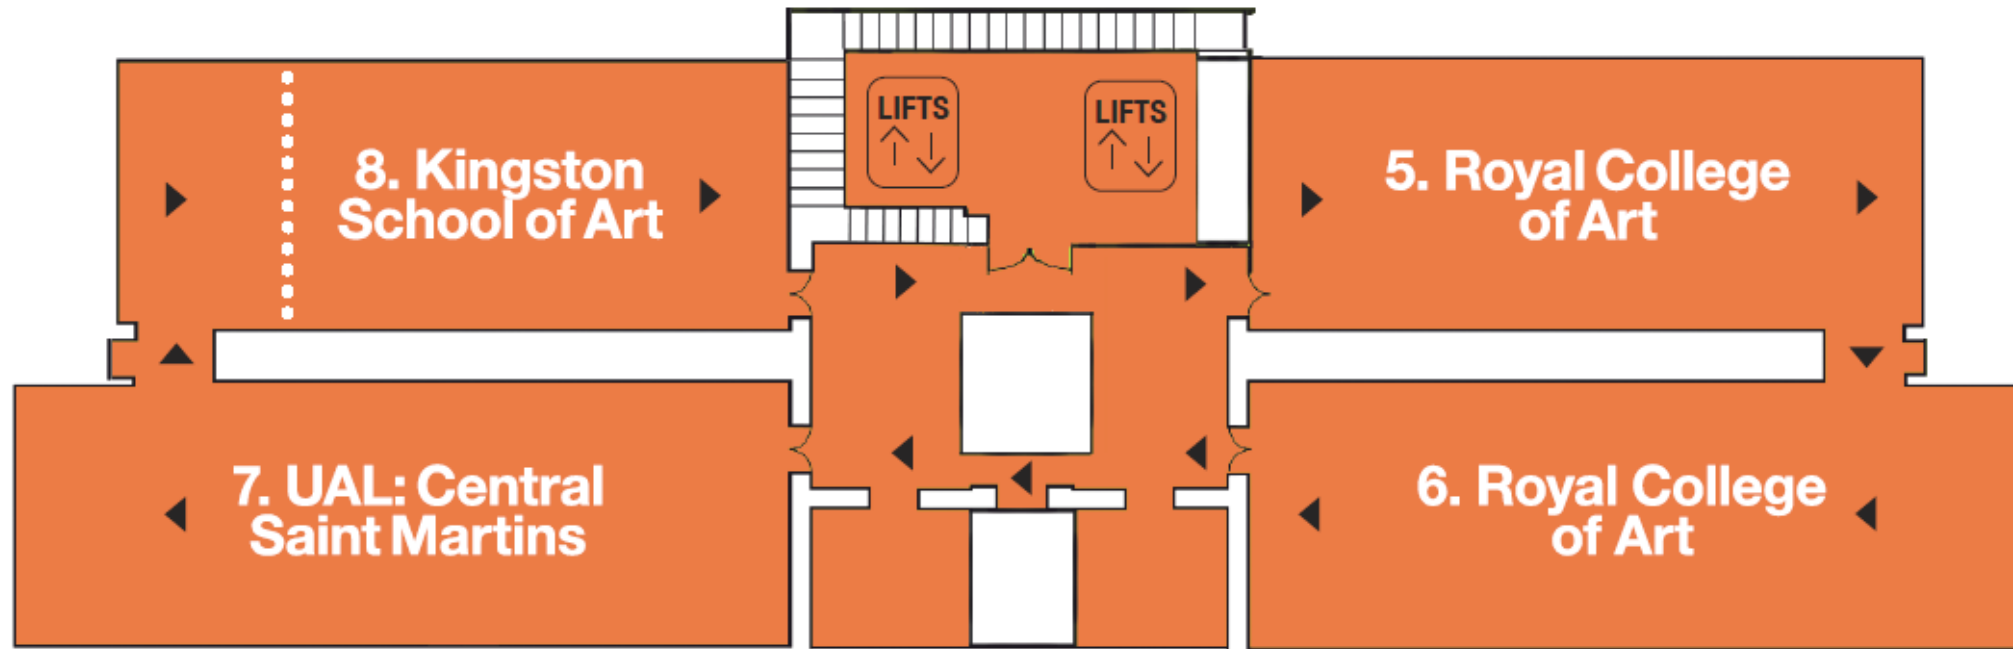 LIFTS
LIFTS
8. Kingston
School of Art
5. Royal College
of Art
7. UAL: Central
Saint Martins
6. Royal College
of Art